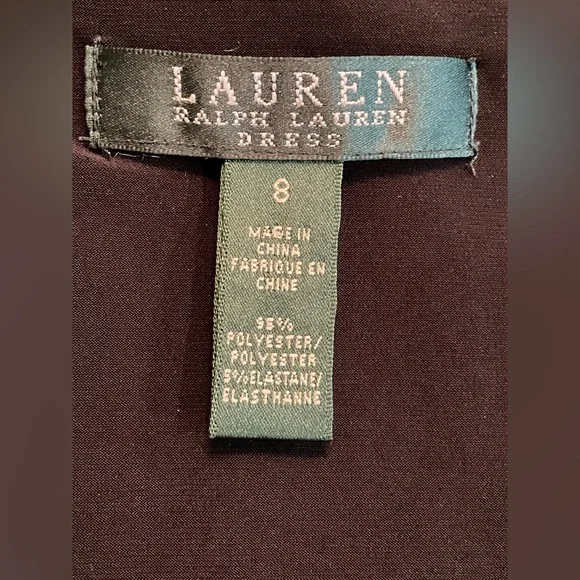 LAUREN
RALPH LAUREN
DRESS
8
MADE IN
CHINA
FABRIQUE EN
CHINE
95%
POLYESTER/
POLYESTER
5%ELASTANE/
ELASTHANNE